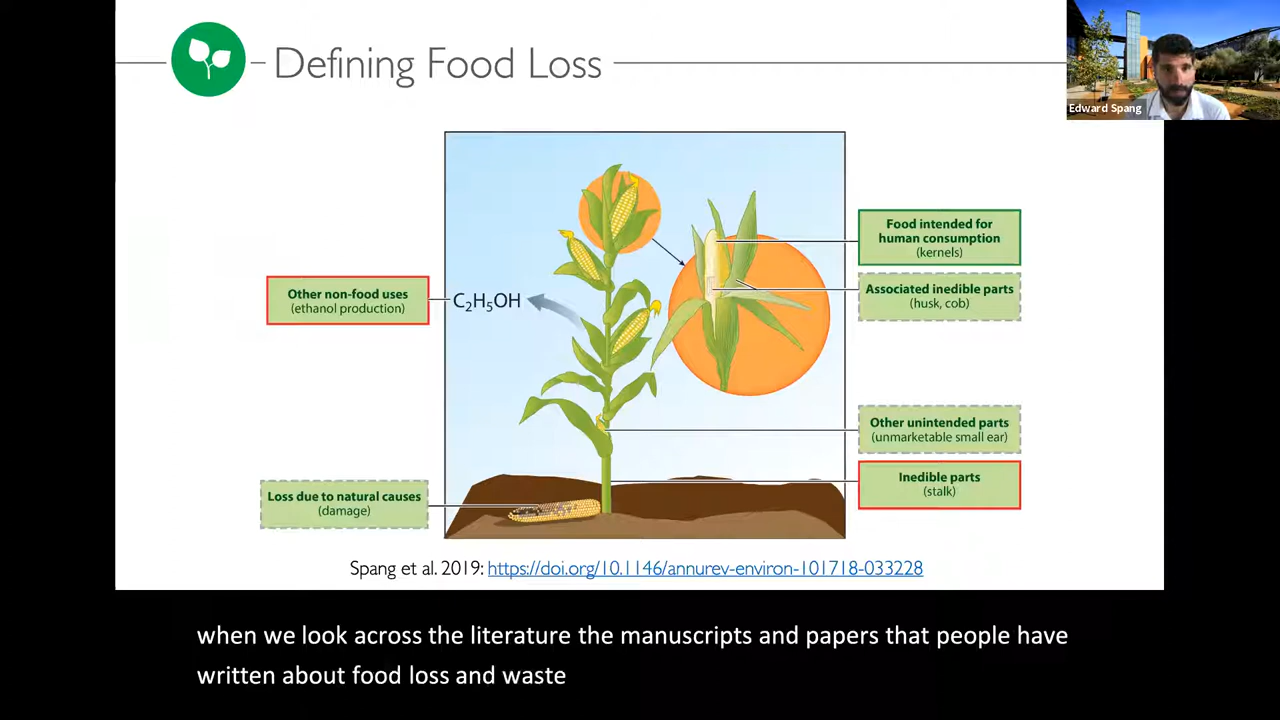 Defining Food Loss
Edward Spang
Food intended for
human consumption
(kernels)
Associated inedible parts
(husk, cob)
Other non-food uses
(ethanol production)
C₂H₅OH
Other unintended parts
(unmarketable small ear)
Inedible parts
(stalk)
Loss due to natural causes
(damage)
Spang et al. 2019: https://doi.org/10.1146/annurev-environ-101718-033228
when we look across the literature the manuscripts and papers that people have
written about food loss and waste